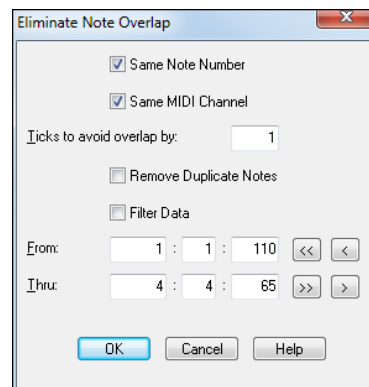 Eliminate Note Overlap
Same Note Number
Same MIDI Channel
Ticks to avoid overlap by: 1
Remove Duplicate Notes
Filter Data
From: 1 : 1 : 110 << <
Thru: 4 : 4 : 65 >> >
OK Cancel Help